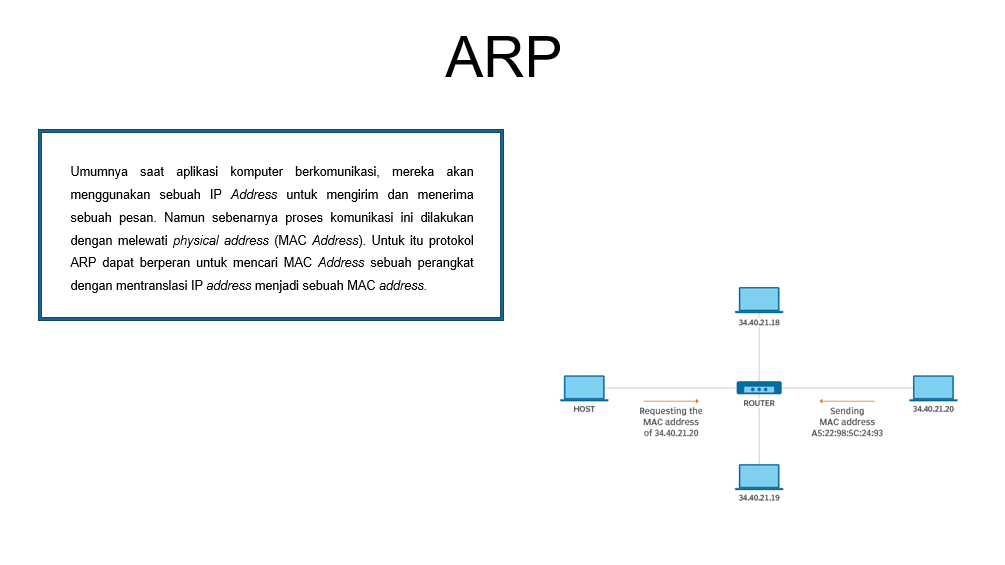 ARP
Umumnya saat aplikasi komputer berkomunikasi, mereka akan
menggunakan sebuah IP Address untuk mengirim dan menerima
sebuah pesan. Namun sebenarnya proses komunikasi ini dilakukan
dengan melewati physical address (MAC Address). Untuk itu protokol
ARP dapat berperan untuk mencari MAC Address sebuah perangkat
dengan mentranslasi IP address menjadi sebuah MAC address.
34.40.21.18
HOST
Requesting the
MAC address
of 34.40.21.20
ROUTER
Sending
MAC address
A5:22:98:5C:24:93
34.40.21.20
34.40.21.19